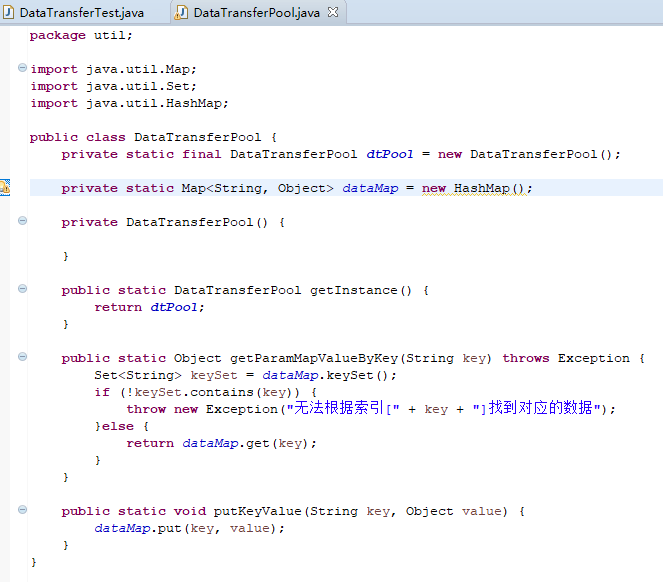 DataTransferTest.java DataTransferPool.java
package util;
import java.util.Map;
import java.util.Set;
import java.util.HashMap;
public class DataTransferPool {
    private static final DataTransferPool dtPool = new DataTransferPool();
    private static Map<String, Object> dataMap = new HashMap();
    private DataTransferPool() {
    }
    public static DataTransferPool getInstance() {
        return dtPool;
    }
    public static Object getParamMapValueByKey(String key) throws Exception {
        Set<String> keySet = dataMap.keySet();
        if (!keySet.contains(key)) {
            throw new Exception("无法根据索引[" + key + "]找到对应的数据");
        }else {
            return dataMap.get(key);
        }
    }
    public static void putKeyValue(String key, Object value) {
        dataMap.put(key, value);
    }
}